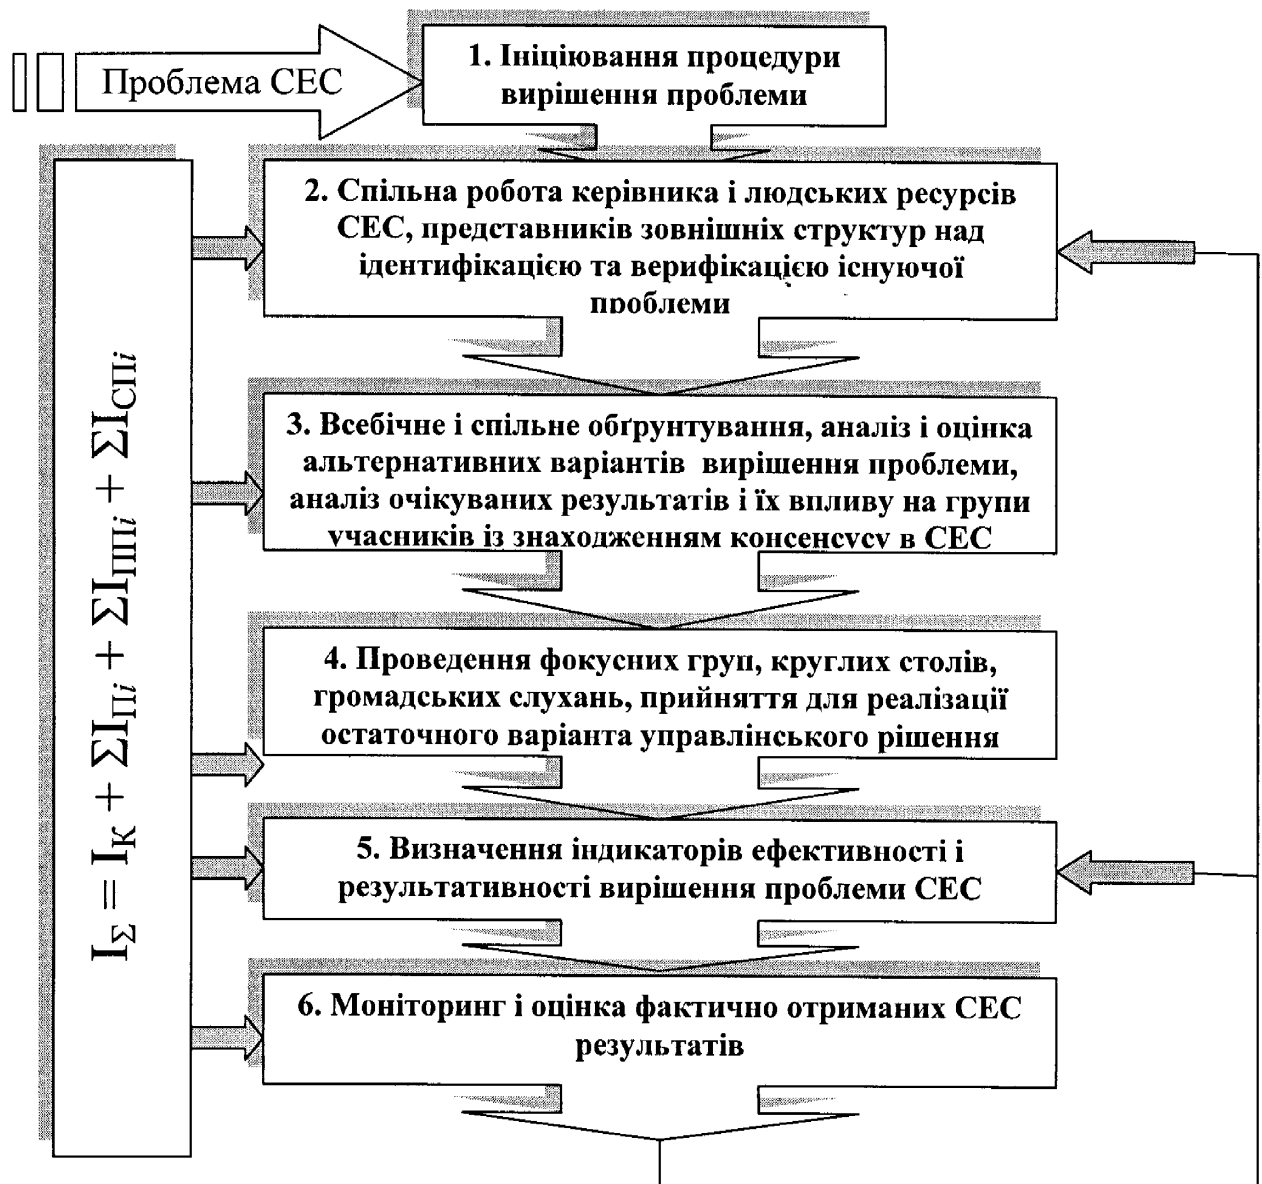 Проблема СЕС
1. Ініціювання процедури
вирішення проблеми
2. Спільна робота керівника і людських ресурсів
СЕС, представників зовнішніх структур над
ідентифікацією та верифікацією існуючої
проблеми
3. Всебічне і спільне обґрунтування, аналіз і оцінка
альтернативних варіантів вирішення проблеми,
аналіз очікуваних результатів і їх впливу на групи
учасників із знаходженням консенсусу в СЕС
4. Проведення фокусних груп, круглих столів,
громадських слухань, прийняття для реалізації
остаточного варіанта управлінського рішення
5. Визначення індикаторів ефективності і
результативності вирішення проблеми СЕС
6. Моніторинг і оцінка фактично отриманих СЕС
результатів
I_Σ = I_К + ΣI_Пi + ΣI_ППi + ΣI_СПi